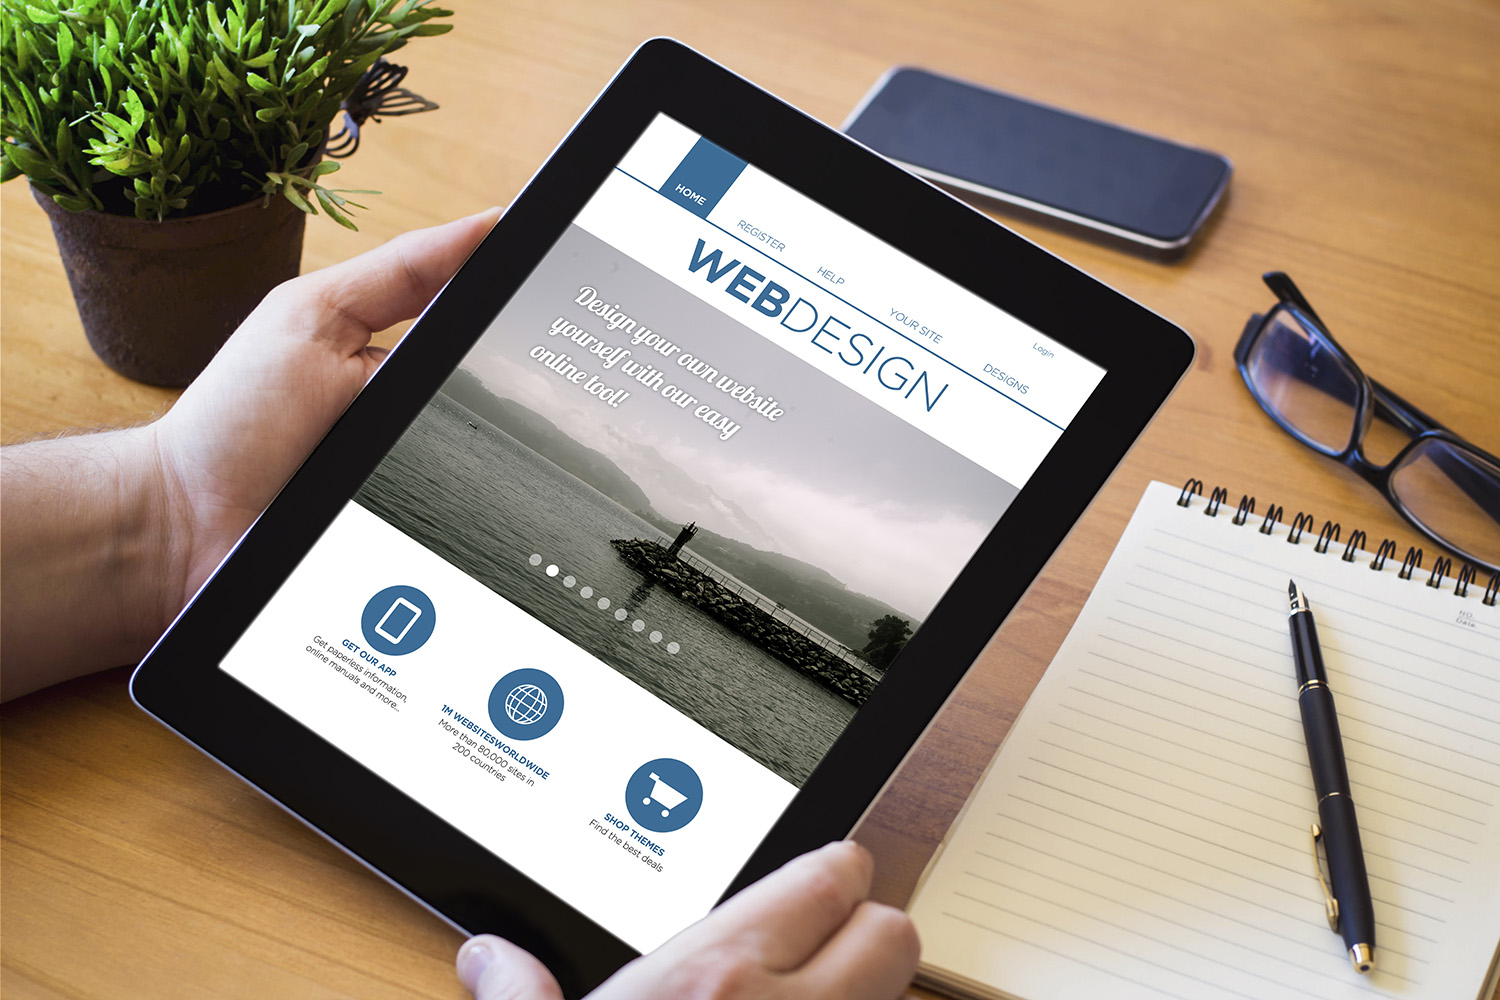 HOME
REGISTER
HELP
YOUR SITE
DESIGNS
Login
WEBDESIGN
Design your own website
yourself with our easy
online tool!
GET OUR APP
Get paperless information,
online manuals and more...
1M WEBSITESWORLDWIDE
More than 80.000 sites in
200 countries
SHOP THEMES
Find the best deals
NO.
Date